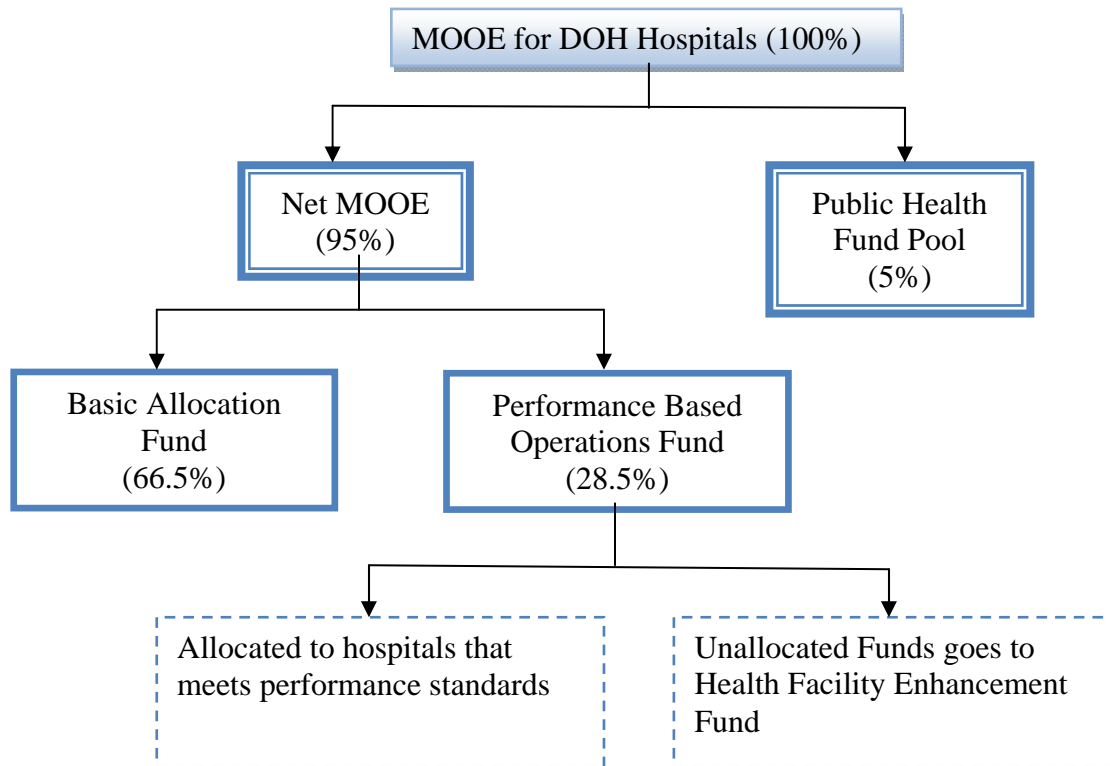 MOOE for DOH Hospitals (100%)
Net MOOE
(95%)
Public Health
Fund Pool
(5%)
Basic Allocation
Fund
(66.5%)
Performance Based
Operations Fund
(28.5%)
Allocated to hospitals that
meets performance standards
Unallocated Funds goes to
Health Facility Enhancement
Fund